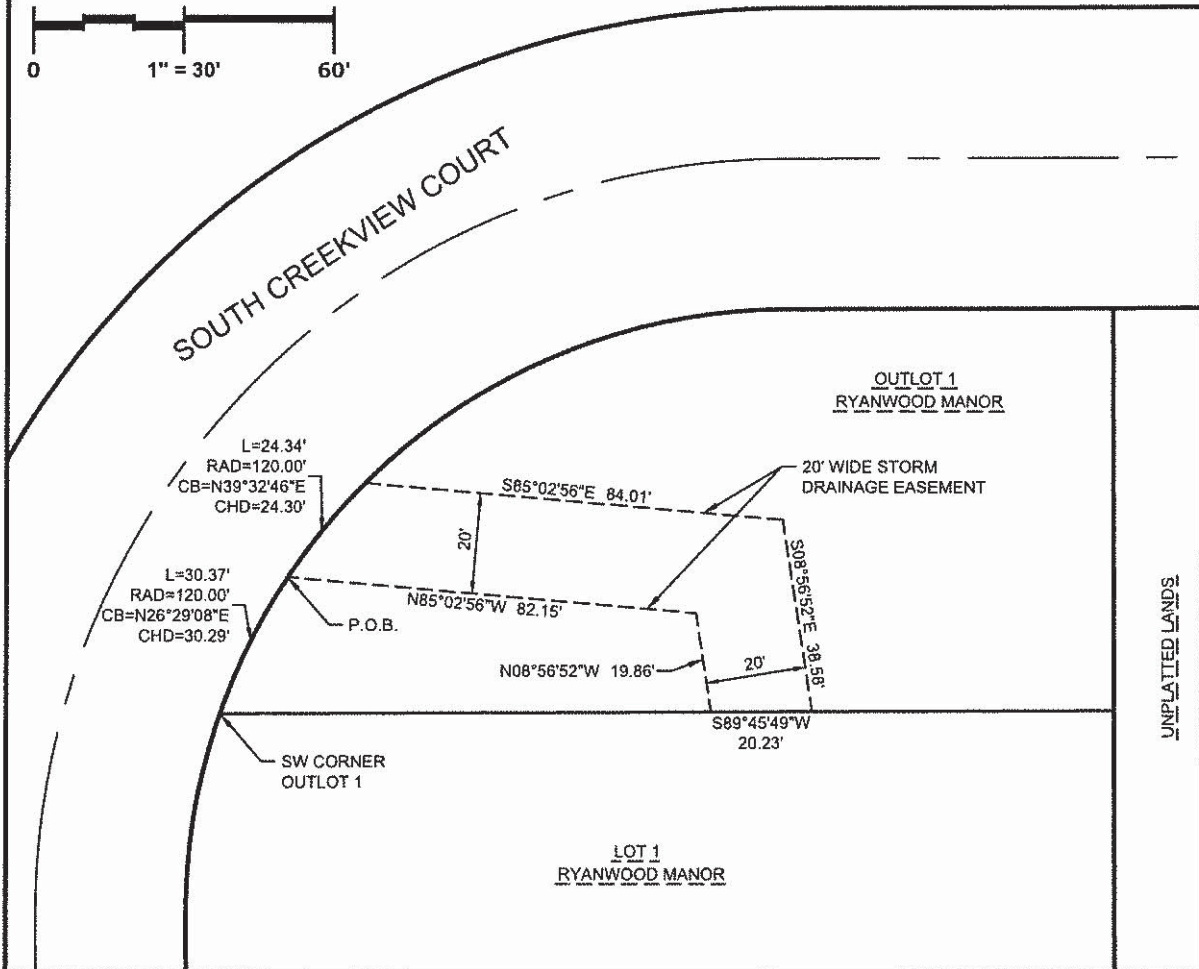 0
1" = 30'
60'
SOUTH CREEKVIEW COURT
OUTLOT 1
RYANWOOD MANOR
L=24.34'
RAD=120.00'
CB=N39°32'46"E
CHD=24.30'
S85°02'56"E 84.01'
20' WIDE STORM
DRAINAGE EASEMENT
20'
L=30.37'
RAD=120.00'
CB=N26°29'08"E
CHD=30.29'
P.O.B.
N85°02'56"W 82.15'
S08°56'52"E 38.58'
N08°56'52"W 19.86'
20'
S89°45'49"W
20.23'
UNPLATTED LANDS
SW CORNER
OUTLOT 1
LOT 1
RYANWOOD MANOR